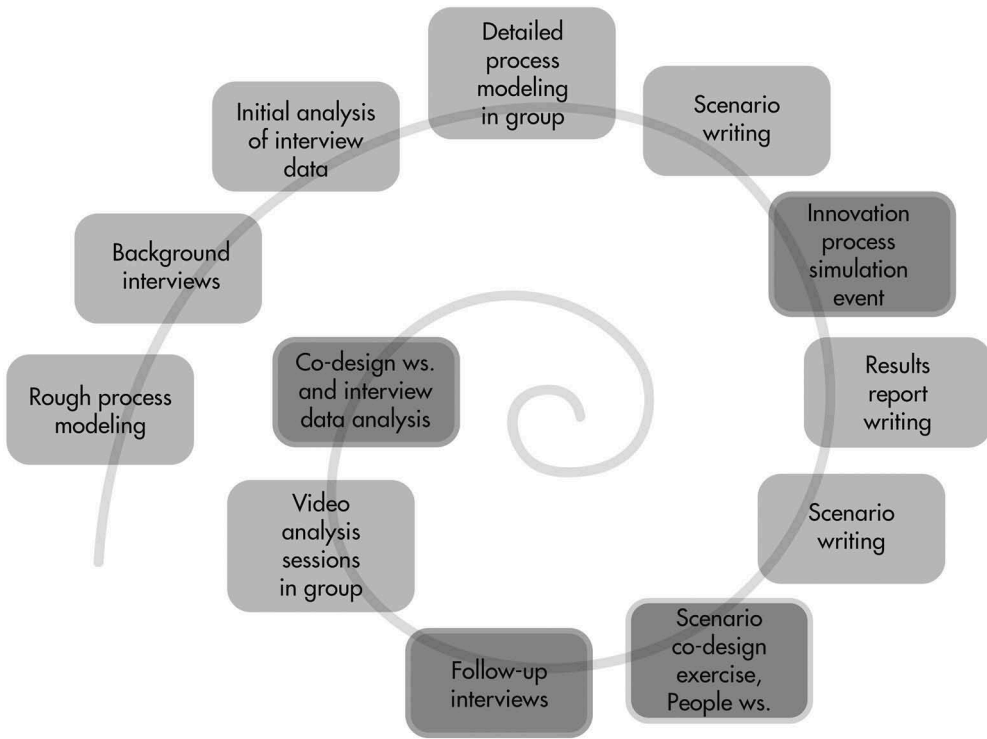 Rough process
modeling
Background
interviews
Initial analysis
of interview
data
Detailed
process
modeling
in group
Scenario
writing
Innovation
process
simulation
event
Results
report
writing
Scenario
writing
Scenario
co-design
exercise,
People ws.
Follow-up
interviews
Video
analysis
sessions
in group
Co-design ws.
and interview
data analysis